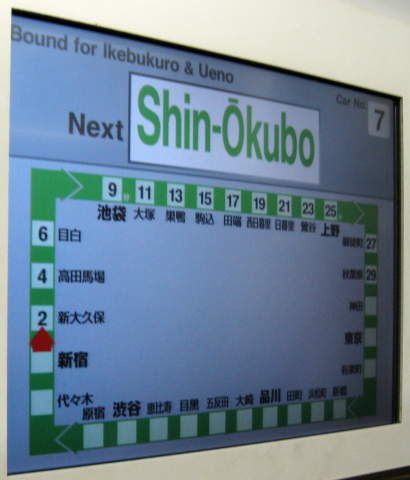 Bound for Ikebukuro & Ueno
Car No. 7
Next Shin-Ōkubo
9分 11 13 15 17 19 21 23 25分
池袋 大塚 巣鴨 駒込 田端 西日暮里 日暮里 鶯谷 上野
6 目白
御徒町 27
4 高田馬場
秋葉原 29
2 新大久保
神田
新宿
東京
有楽町
代々木
原宿 渋谷 恵比寿 目黒 五反田 大崎 品川 田町 浜松町 新橋